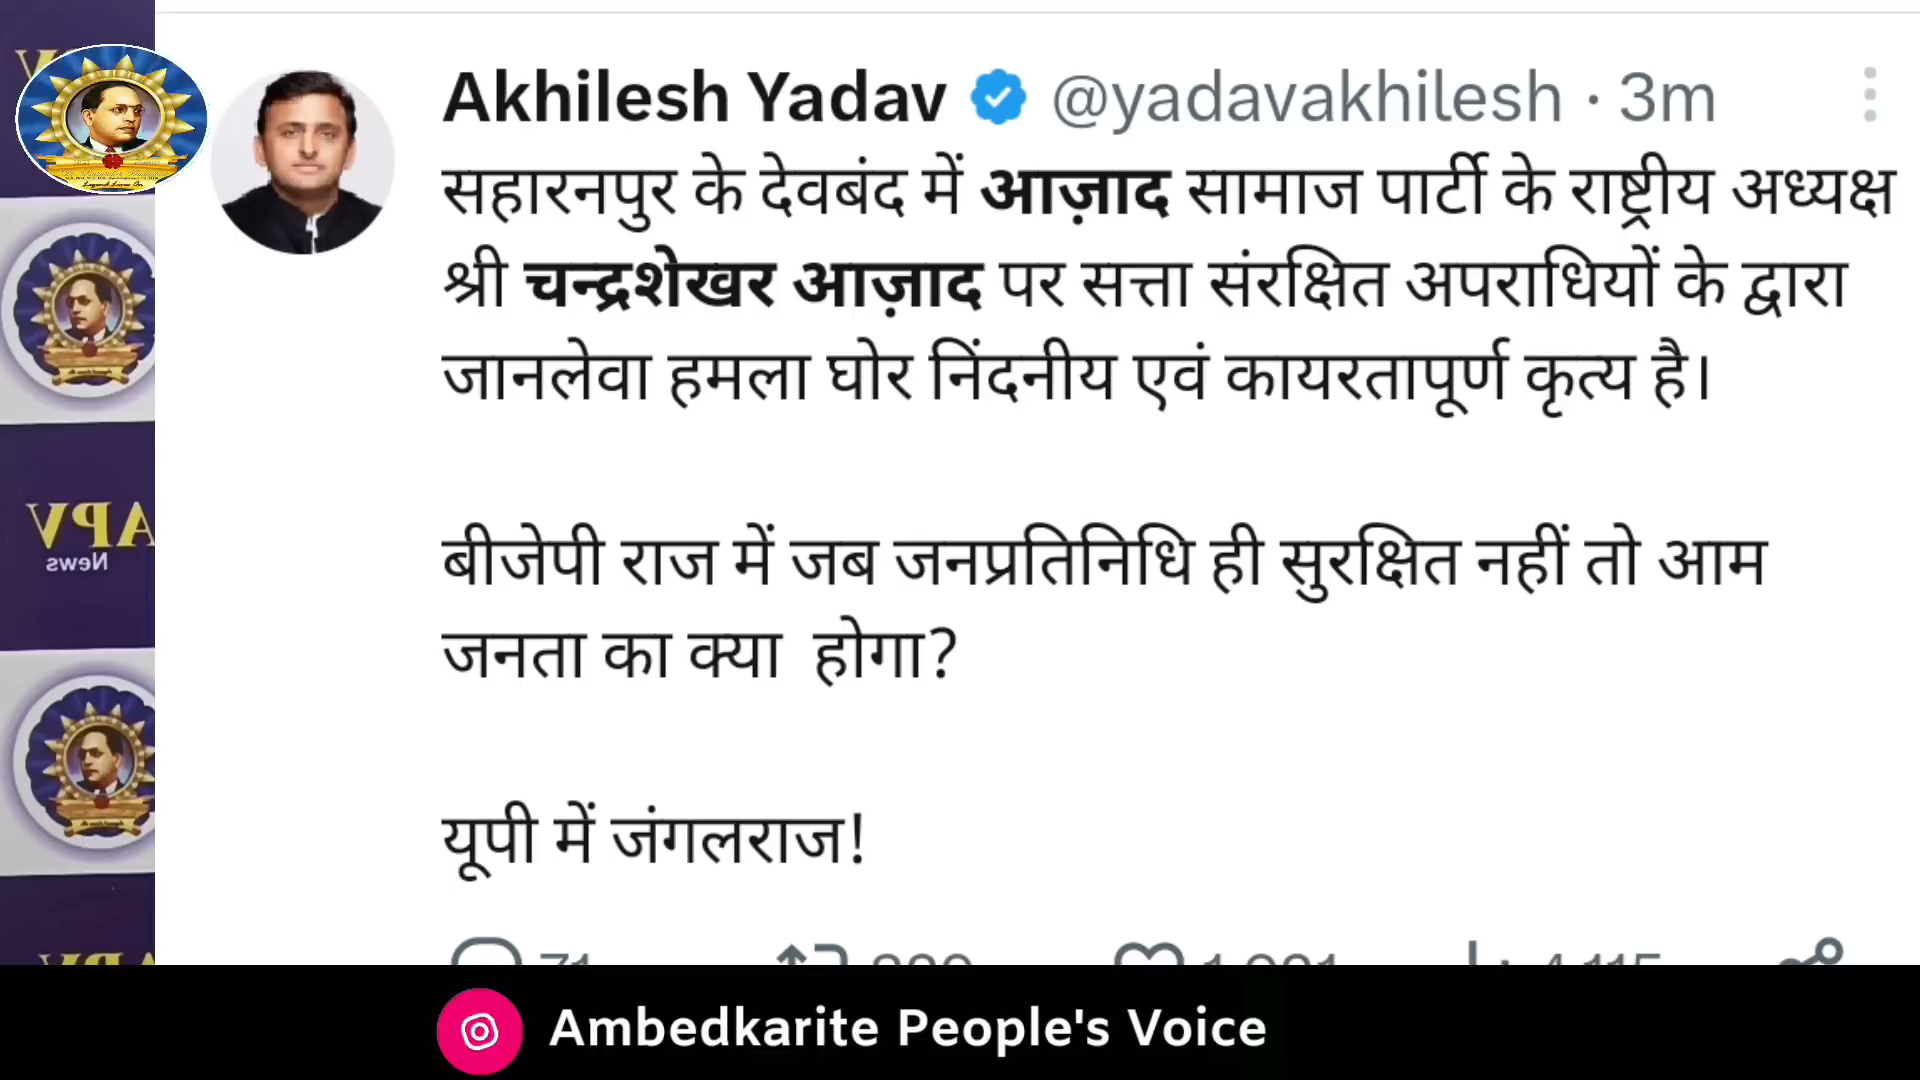 Akhilesh Yadav @yadavakhilesh · 3m
सहारनपुर के देवबंद में आज़ाद सामाज पार्टी के राष्ट्रीय अध्यक्ष
श्री चन्द्रशेखर आज़ाद पर सत्ता संरक्षित अपराधियों के द्वारा
जानलेवा हमला घोर निंदनीय एवं कायरतापूर्ण कृत्य है।
बीजेपी राज में जब जनप्रतिनिधि ही सुरक्षित नहीं तो आम
जनता का क्या होगा?
यूपी में जंगलराज!
APV
News
Ambedkarite People's Voice